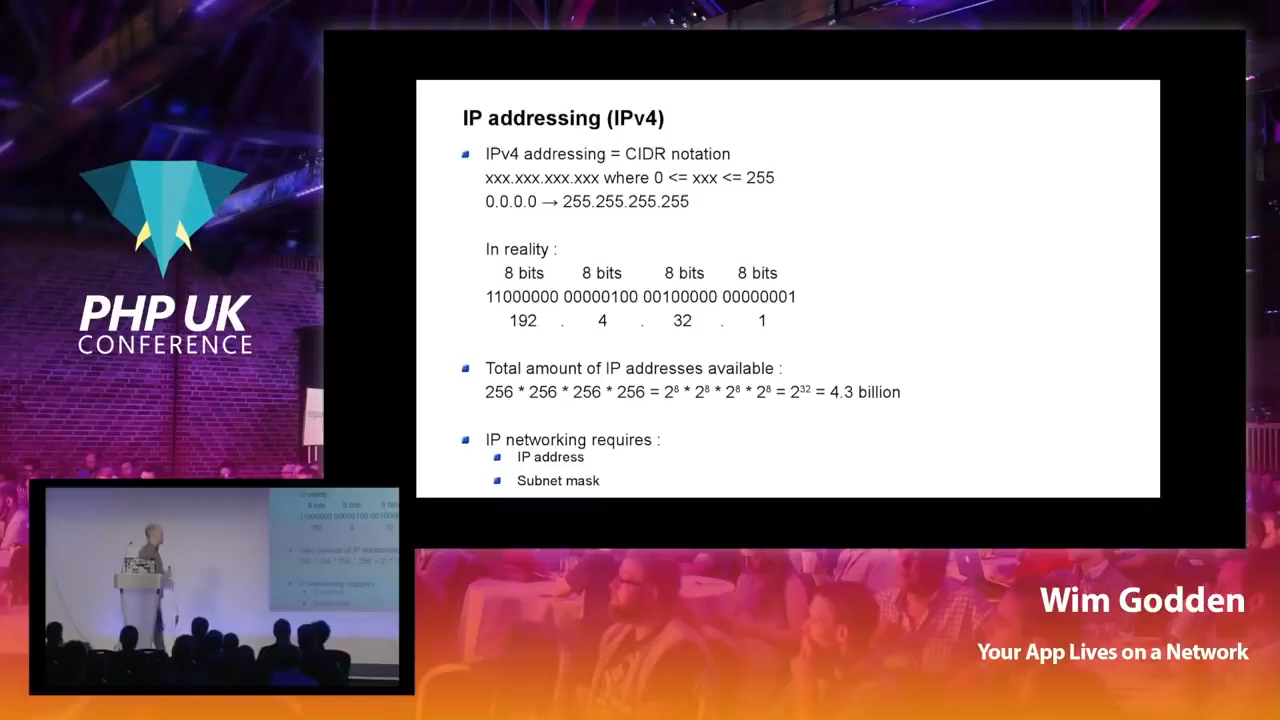 IP addressing (IPv4)
IPv4 addressing = CIDR notation
xxx.xxx.xxx.xxx where 0 <= xxx <= 255
0.0.0.0 → 255.255.255.255
In reality :
8 bits 8 bits 8 bits 8 bits
11000000 00000100 00100000 00000001
192 . 4 . 32 . 1
Total amount of IP addresses available :
256 * 256 * 256 * 256 = 2⁸ * 2⁸ * 2⁸ * 2⁸ = 2³² = 4.3 billion
IP networking requires :
IP address
Subnet mask
PHP UK
CONFERENCE
Wim Godden
Your App Lives on a Network